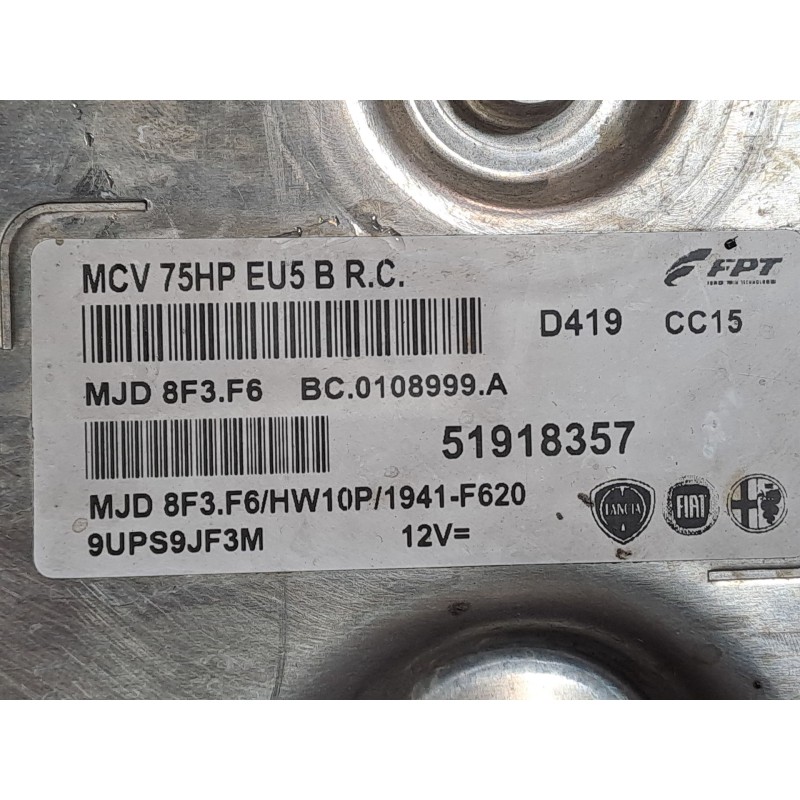 MCV 75HP EU5 B R.C.
FPT
D419 CC15
MJD 8F3.F6 BC.0108999.A
51918357
MJD 8F3.F6/HW10P/1941-F620
LANCIA FIAT
9UPS9JF3M 12V=